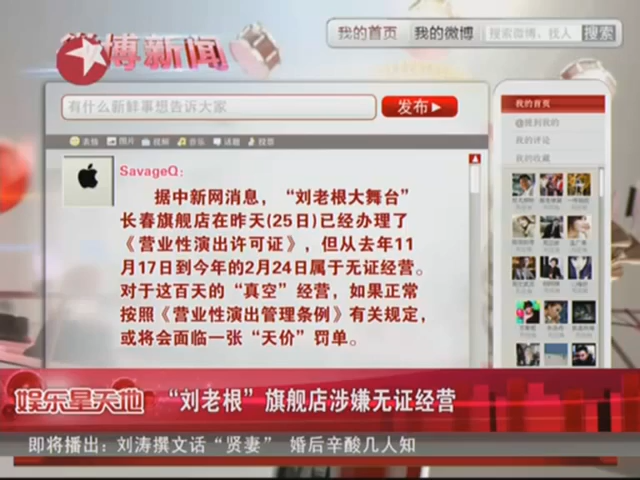 微博新闻
我的首页 我的微博 搜索微博、找人 搜索
有什么新鲜事想告诉大家 发布
表情 图片 视频 音乐 话题 投票
SavageQ:
据中新网消息，“刘老根大舞台”
长春旗舰店在昨天(25日)已经办理了
《营业性演出许可证》，但从去年11
月17日到今年的2月24日属于无证经营。
对于这百天的“真空”经营，如果正常
按照《营业性演出管理条例》有关规定，
或将会面临一张“天价”罚单。
我的首页
@提到我的
我的评论
我的收藏
娱乐星天地 “刘老根”旗舰店涉嫌无证经营
即将播出：刘涛撰文话“贤妻” 婚后辛酸几人知